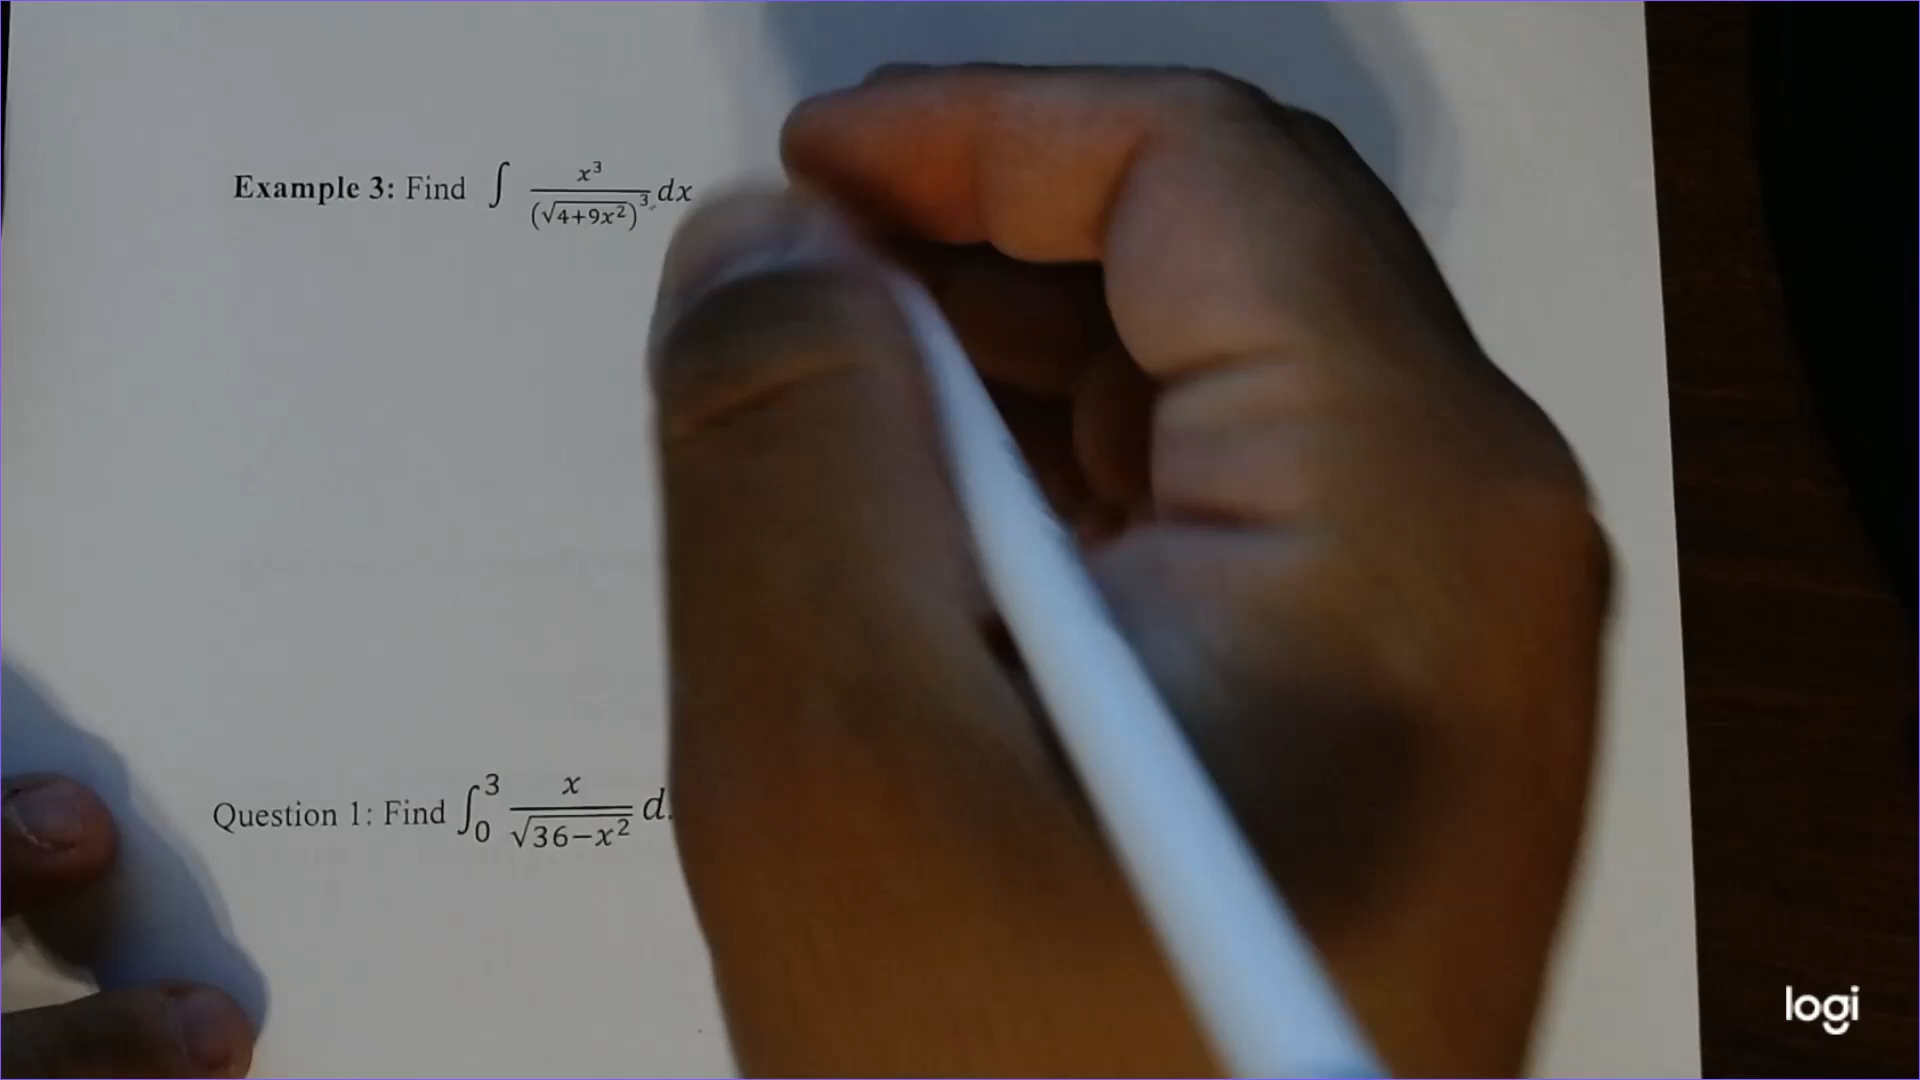 Example 3: Find ∫ x³/(√4+9x²)³ dx
Question 1: Find ∫₀³ x/√36−x² d
logi